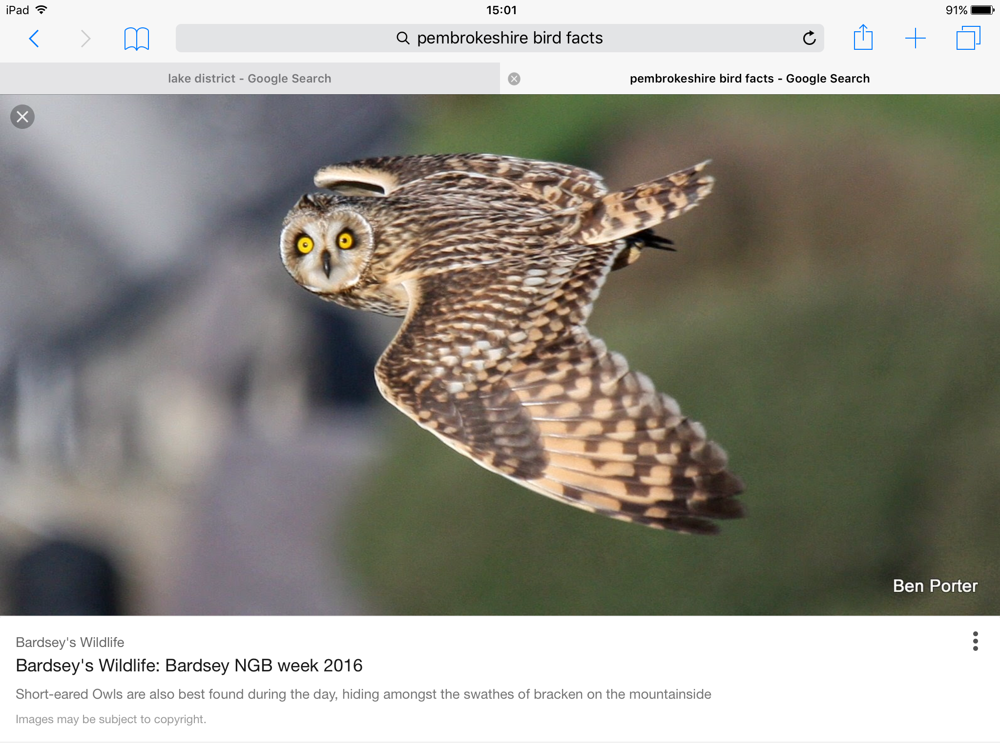 iPad
15:01
91%
pembrokeshire bird facts
lake district - Google Search
pembrokeshire bird facts - Google Search
Ben Porter
Bardsey's Wildlife
Bardsey's Wildlife: Bardsey NGB week 2016
Short-eared Owls are also best found during the day, hiding amongst the swathes of bracken on the mountainside
Images may be subject to copyright.